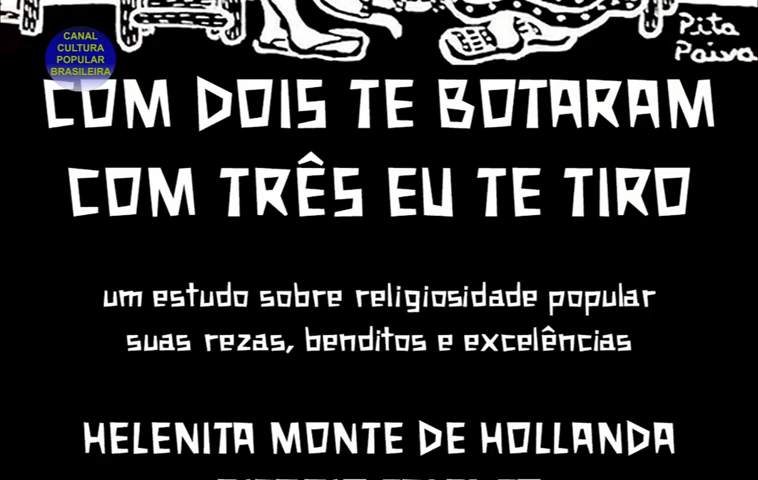 Pita
Paiva
CANAL
CULTURA
POPULAR
BRASILEIRA
COM DOIS TE BOTARAM
COM TRÊS EU TE TIRO
um estudo sobre religiosidade popular
suas rezas, benditos e excelências
HELENITA MONTE DE HOLLANDA